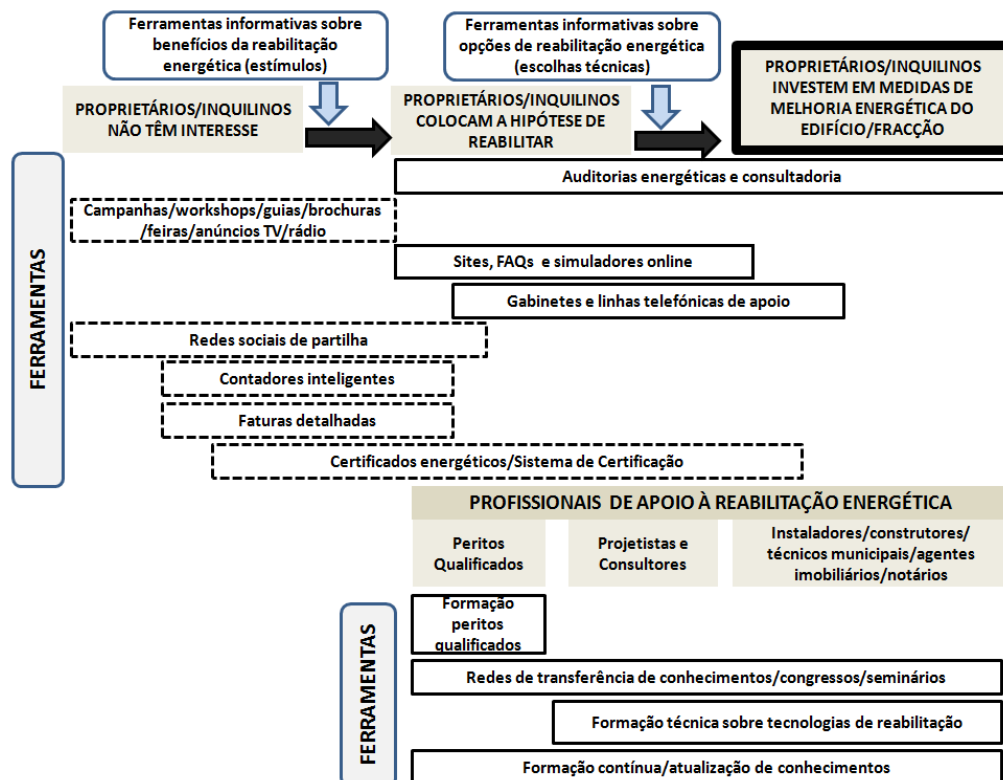 Ferramentas informativas sobre
benefícios da reabilitação
energética (estímulos)
Ferramentas informativas sobre
opções de reabilitação energética
(escolhas técnicas)
PROPRIETÁRIOS/INQUILINOS
NÃO TÊM INTERESSE
PROPRIETÁRIOS/INQUILINOS
COLOCAM A HIPÓTESE DE
REABILITAR
PROPRIETÁRIOS/INQUILINOS
INVESTEM EM MEDIDAS DE
MELHORIA ENERGÉTICA DO
EDIFÍCIO/FRACÇÃO
FERRAMENTAS
Auditorias energéticas e consultadoria
Campanhas/workshops/guias/brochuras
/feiras/anúncios TV/rádio
Sites, FAQs e simuladores online
Gabinetes e linhas telefónicas de apoio
Redes sociais de partilha
Contadores inteligentes
Faturas detalhadas
Certificados energéticos/Sistema de Certificação
PROFISSIONAIS DE APOIO À REABILITAÇÃO ENERGÉTICA
Peritos
Qualificados
Projetistas e
Consultores
Instaladores/construtores/
técnicos municipais/agentes
imobiliários/notários
FERRAMENTAS
Formação
peritos
qualificados
Redes de transferência de conhecimentos/congressos/seminários
Formação técnica sobre tecnologias de reabilitação
Formação contínua/atualização de conhecimentos